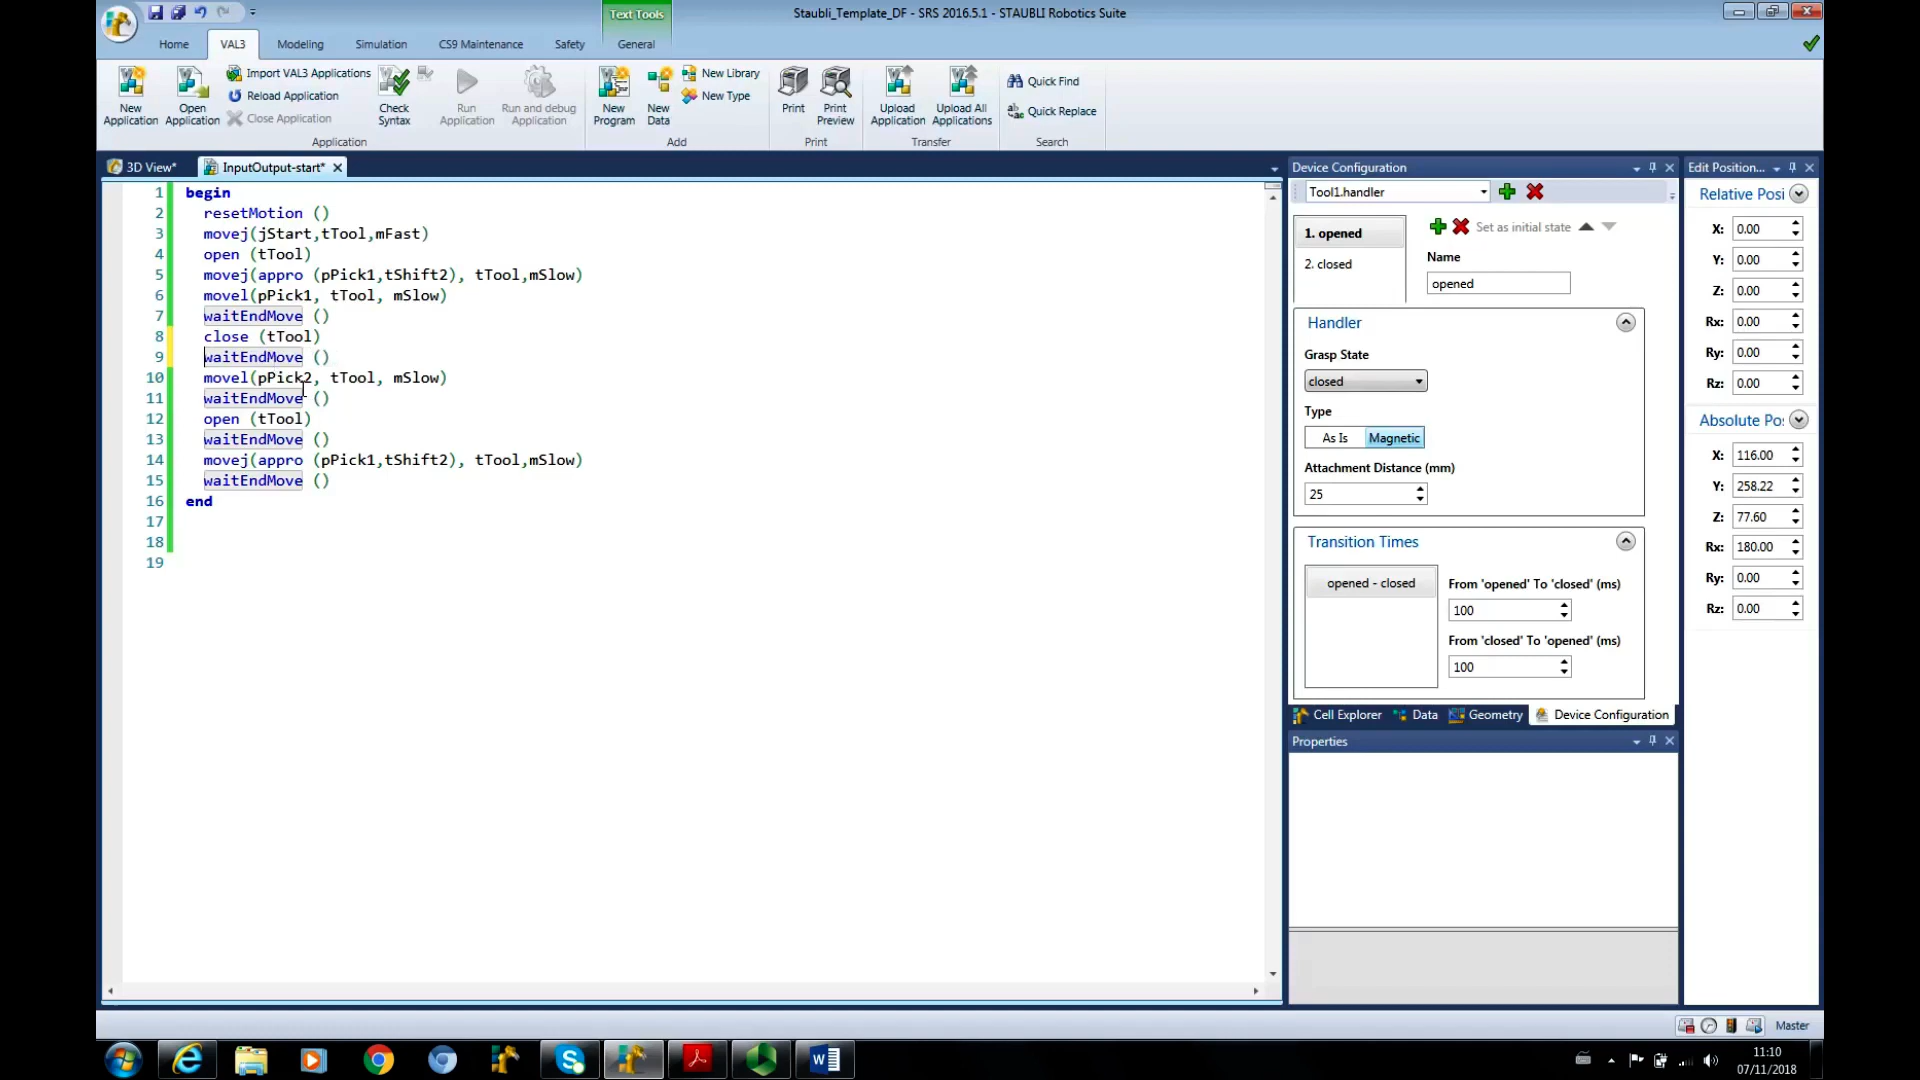 Text Tools
Staubli_Template_DF - SRS 2016.5.1 - STAUBLI Robotics Suite
Home
VAL3
Modeling
Simulation
CS9 Maintenance
Safety
General
New Application
Open Application
Import VAL3 Applications
Reload Application
Close Application
Check Syntax
Run Application
Run and debug Application
Application
New Program
New Data
New Library
New Type
Add
Print
Print Preview
Print
Upload Application
Upload All Applications
Transfer
Quick Find
Quick Replace
Search
3D View*
InputOutput-start*
1 begin
2 resetMotion ()
3 movej(jStart,tTool,mFast)
4 open (tTool)
5 movej(appro (pPick1,tShift2), tTool,mSlow)
6 movel(pPick1, tTool, mSlow)
7 waitEndMove ()
8 close (tTool)
9 waitEndMove ()
10 movel(pPick2, tTool, mSlow)
11 waitEndMove ()
12 open (tTool)
13 waitEndMove ()
14 movej(appro (pPick1,tShift2), tTool,mSlow)
15 waitEndMove ()
16 end
17
18
19
Device Configuration
Tool1.handler
1. opened
2. closed
Set as initial state
Name
opened
Handler
Grasp State
closed
Type
As Is
Magnetic
Attachment Distance (mm)
25
Transition Times
opened - closed
From 'opened' To 'closed' (ms)
100
From 'closed' To 'opened' (ms)
100
Cell Explorer
Data
Geometry
Device Configuration
Properties
Edit Position...
Relative Posi
X: 0.00
Y: 0.00
Z: 0.00
Rx: 0.00
Ry: 0.00
Rz: 0.00
Absolute Po:
X: 116.00
Y: 258.22
Z: 77.60
Rx: 180.00
Ry: 0.00
Rz: 0.00
Master
11:10
07/11/2018